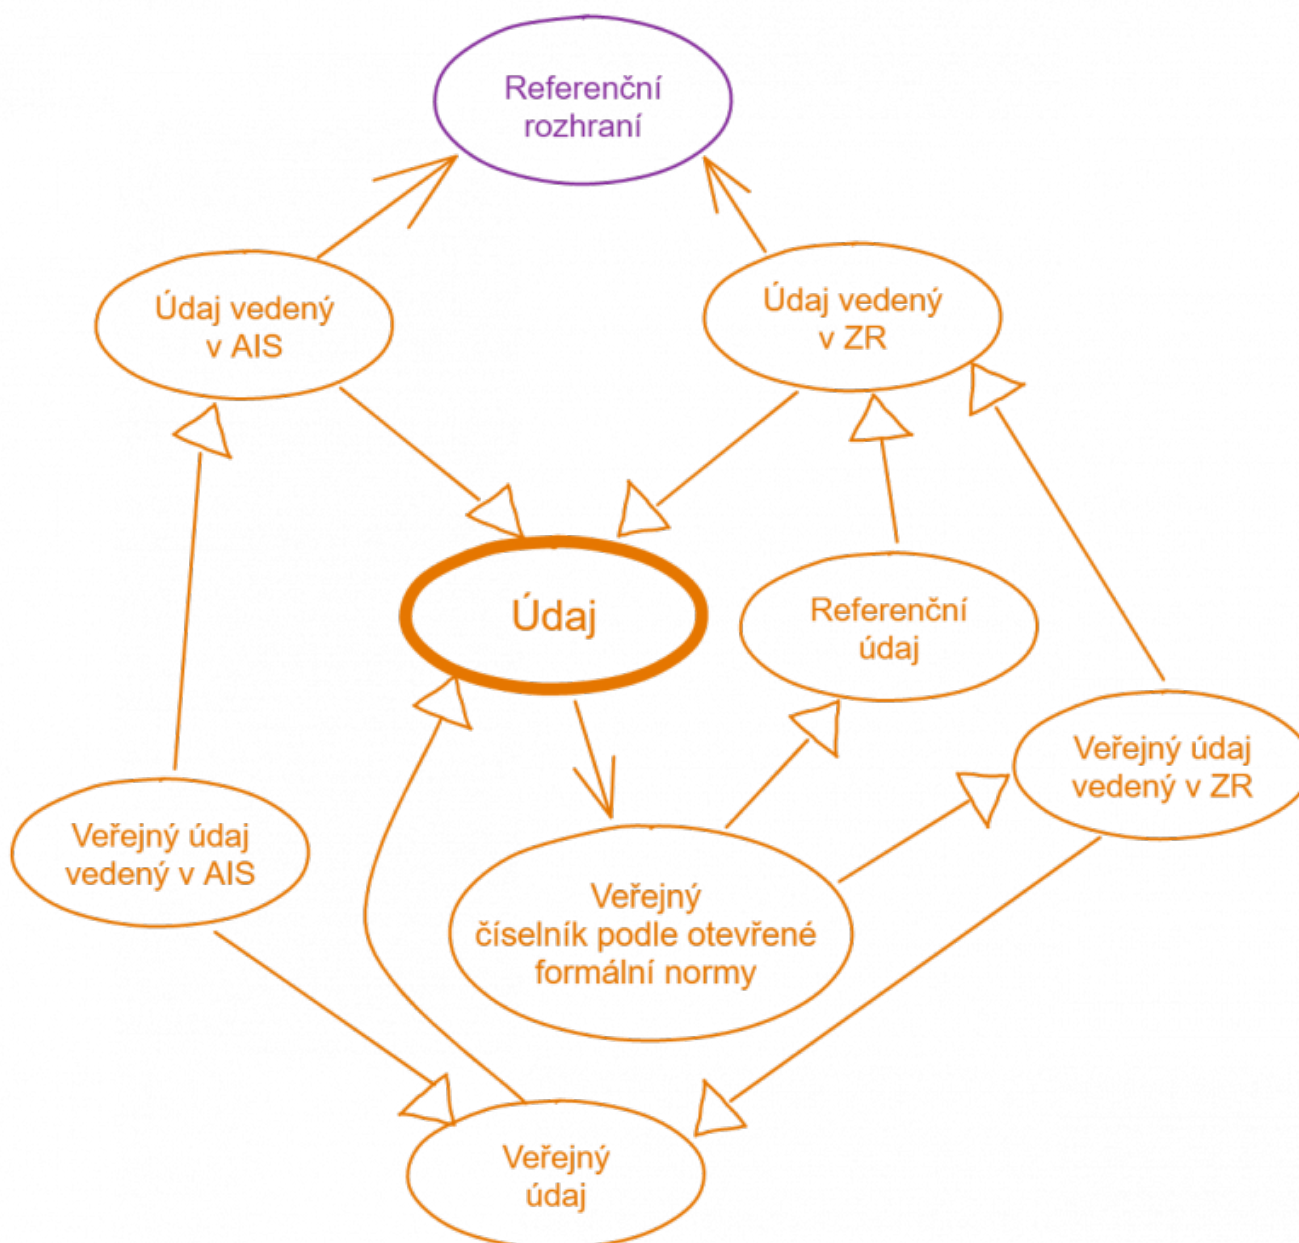 Referenční
rozhraní
Údaj vedený
v AIS
Údaj vedený
v ZR
Údaj
Referenční
údaj
Veřejný údaj
vedený v ZR
Veřejný údaj
vedený v AIS
Veřejný
číselník podle otevřené
formální normy
Veřejný
údaj